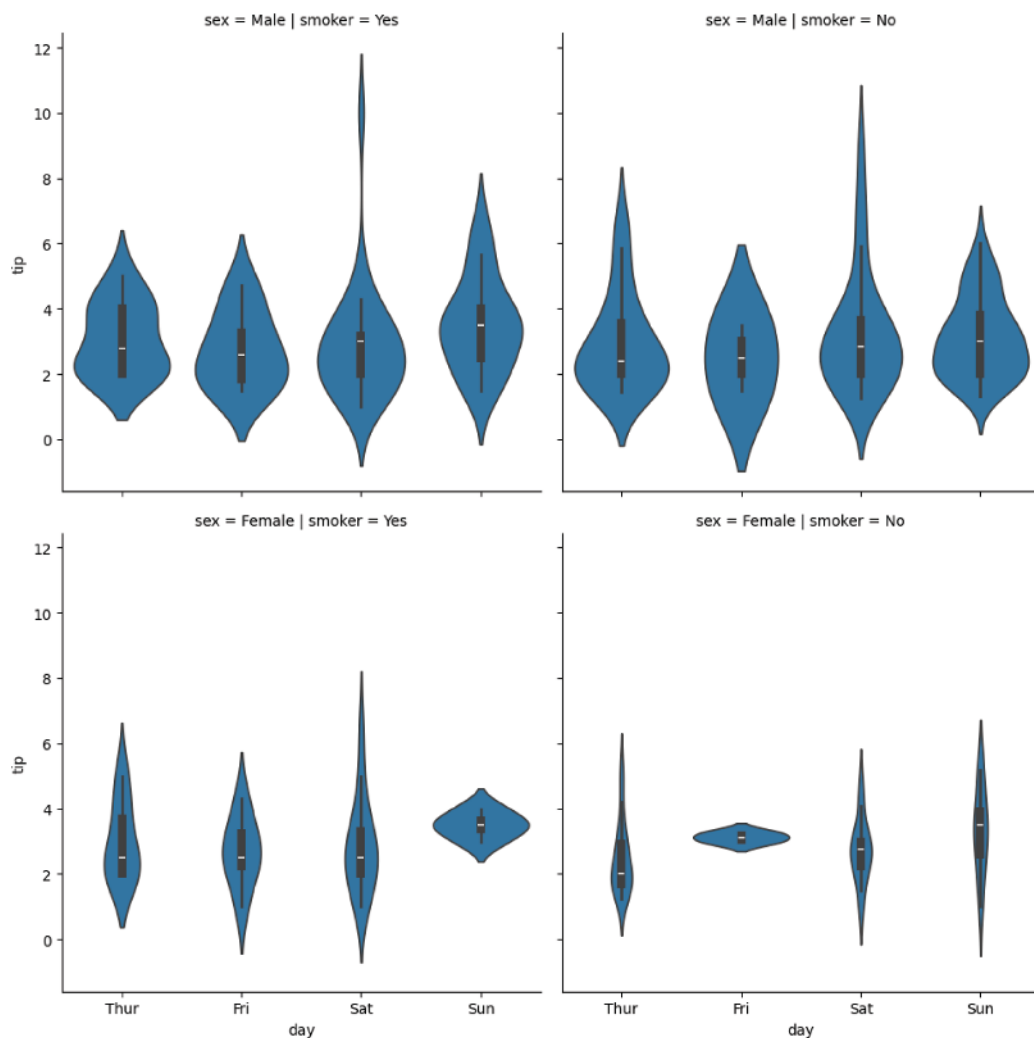 sex = Male | smoker = Yes
sex = Male | smoker = No
12
10
8
6
4
2
0
tip
sex = Female | smoker = Yes
sex = Female | smoker = No
12
10
8
6
4
2
0
tip
Thur Fri Sat Sun
Thur Fri Sat Sun
day
day